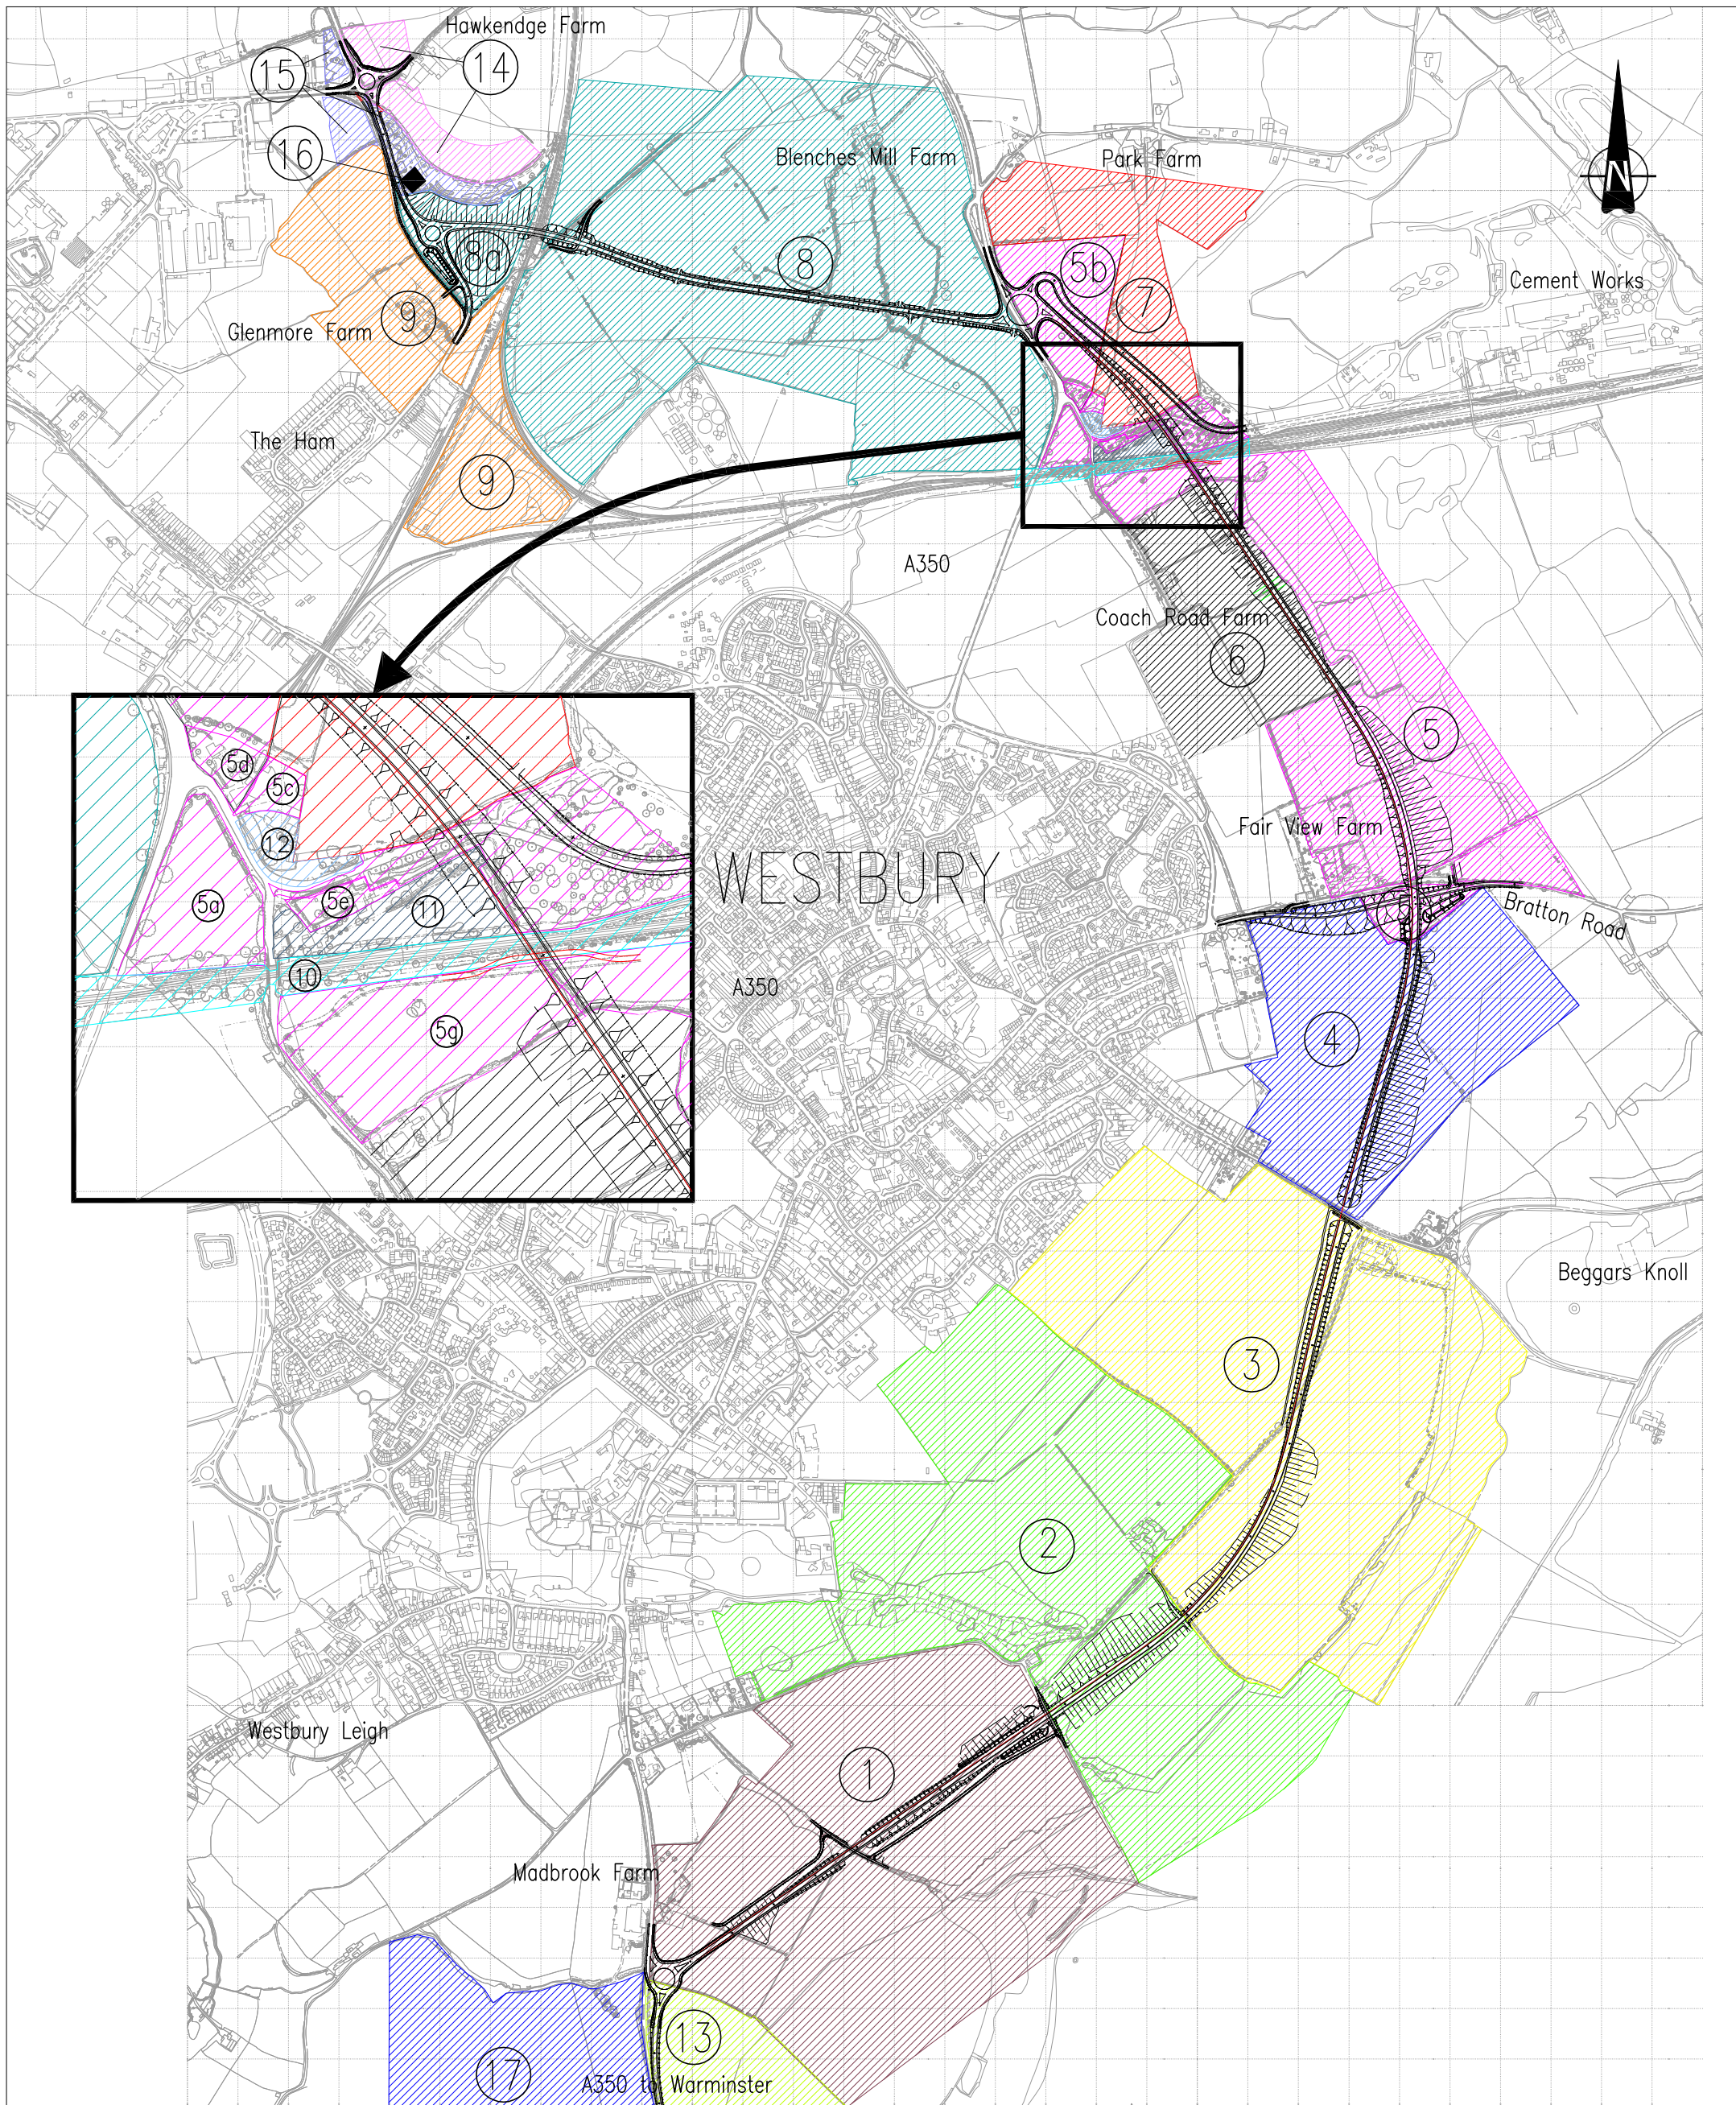 Hawkendge Farm
15
14
16
Blenches Mill Farm
Park Farm
N
8a
8
5b
7
Cement Works
9
Glenmore Farm
The Ham
9
A350
Coach Road Farm
6
5
5d
5c
12
5a
5e
11
10
5g
WESTBURY
Fair View Farm
Bratton Road
A350
4
Beggars Knoll
3
2
Westbury Leigh
1
Madbrook Farm
13
17
A350 to Warminster